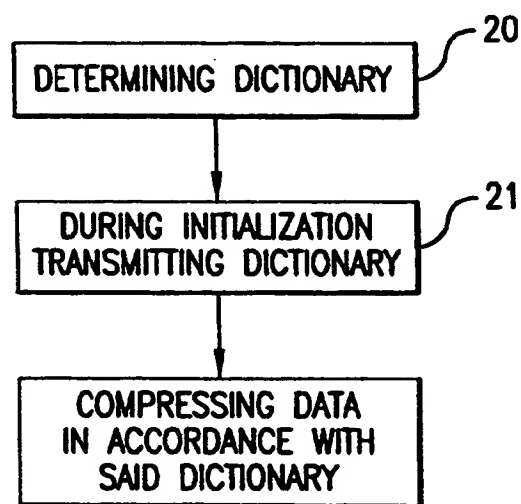 20
DETERMINING DICTIONARY
21
DURING INITIALIZATION
TRANSMITTING DICTIONARY
COMPRESSING DATA
IN ACCORDANCE WITH
SAID DICTIONARY